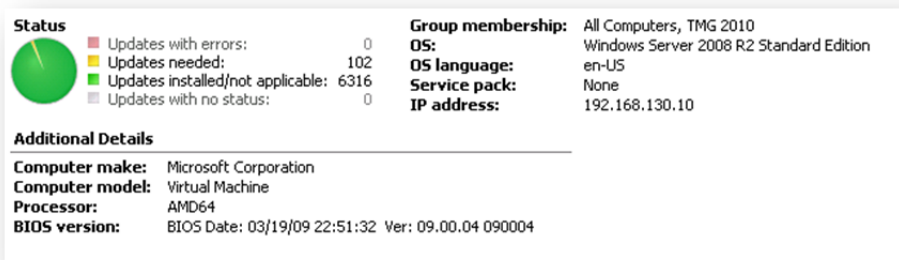 Status
Updates with errors: 0
Updates needed: 102
Updates installed/not applicable: 6316
Updates with no status: 0
Group membership: All Computers, TMG 2010
OS: Windows Server 2008 R2 Standard Edition
OS language: en-US
Service pack: None
IP address: 192.168.130.10
Additional Details
Computer make: Microsoft Corporation
Computer model: Virtual Machine
Processor: AMD64
BIOS version: BIOS Date: 03/19/09 22:51:32 Ver: 09.00.04 090004